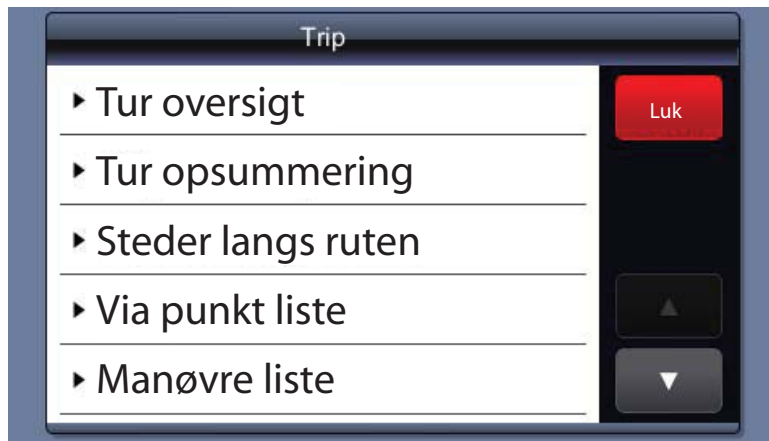 Trip
Tur oversigt
Luk
Tur opsummering
Steder langs ruten
Via punkt liste
Manøvre liste